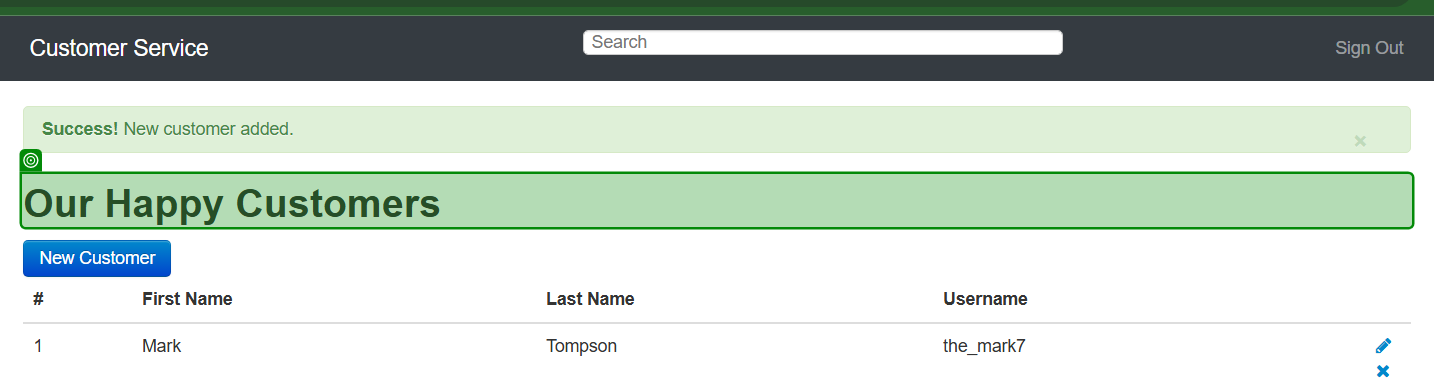 Customer Service
Search
Sign Out
Success! New customer added.
×
Our Happy Customers
New Customer
# First Name Last Name Username
1 Mark Tompson the_mark7